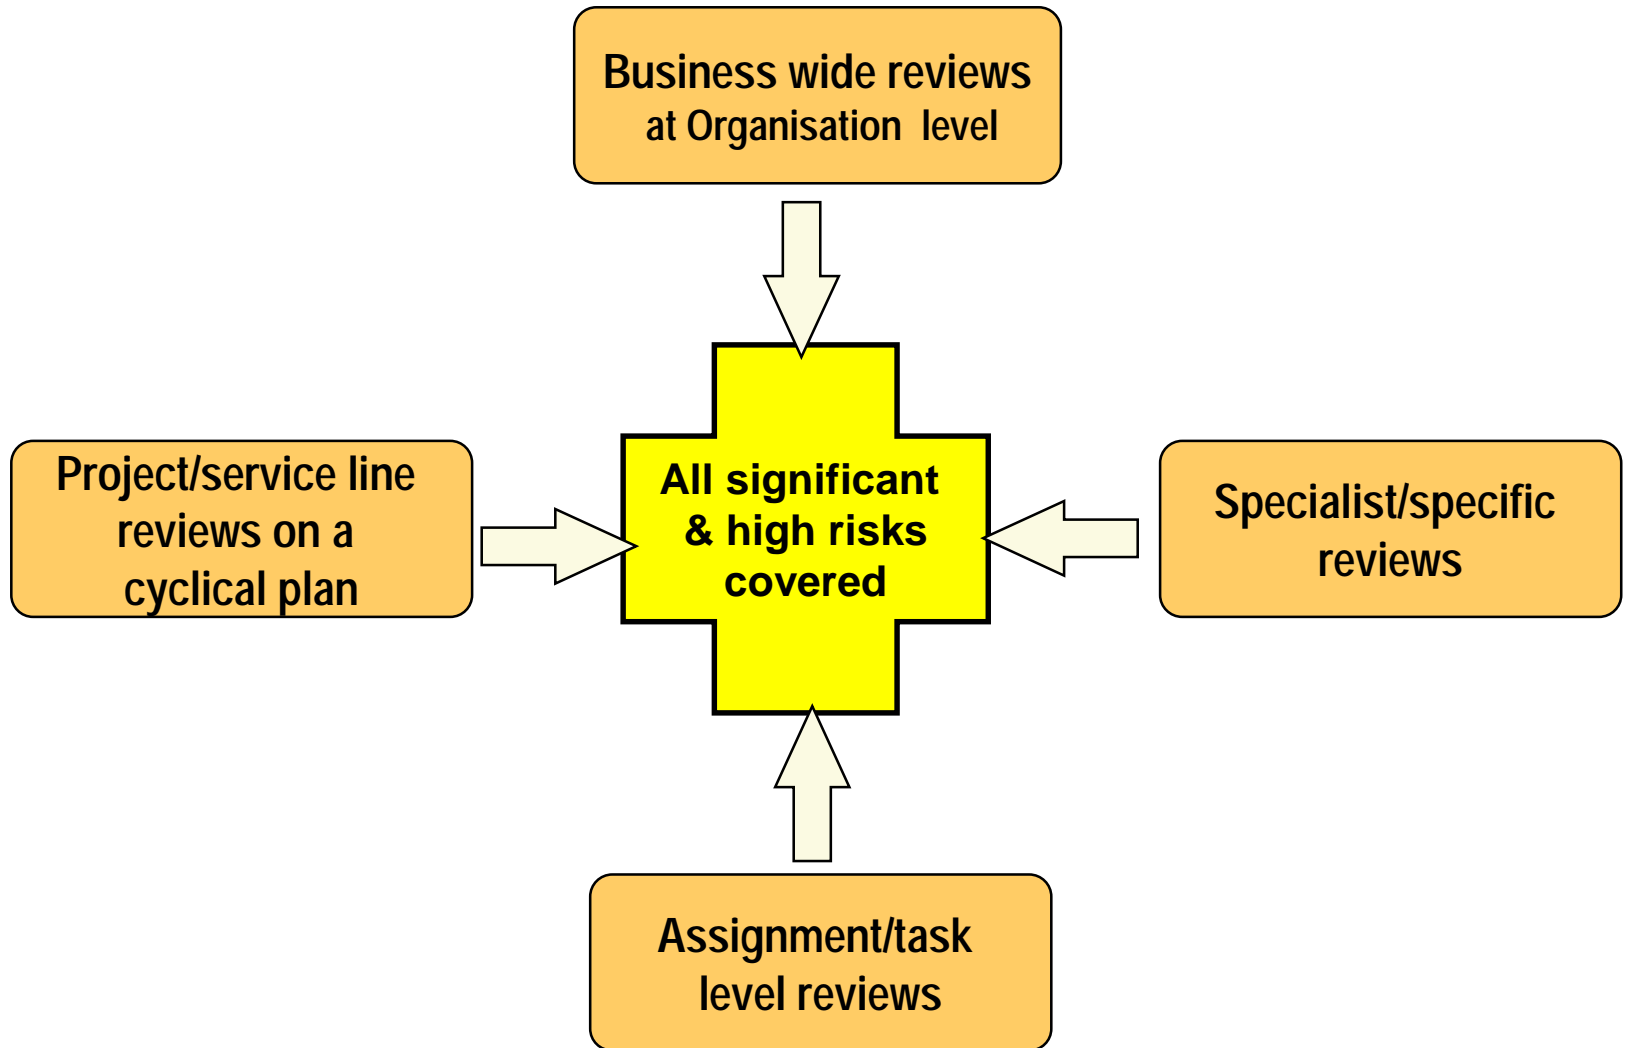 Business wide reviews
at Organisation level
Project/service line
reviews on a
cyclical plan
All significant
& high risks
covered
Specialist/specific
reviews
Assignment/task
level reviews